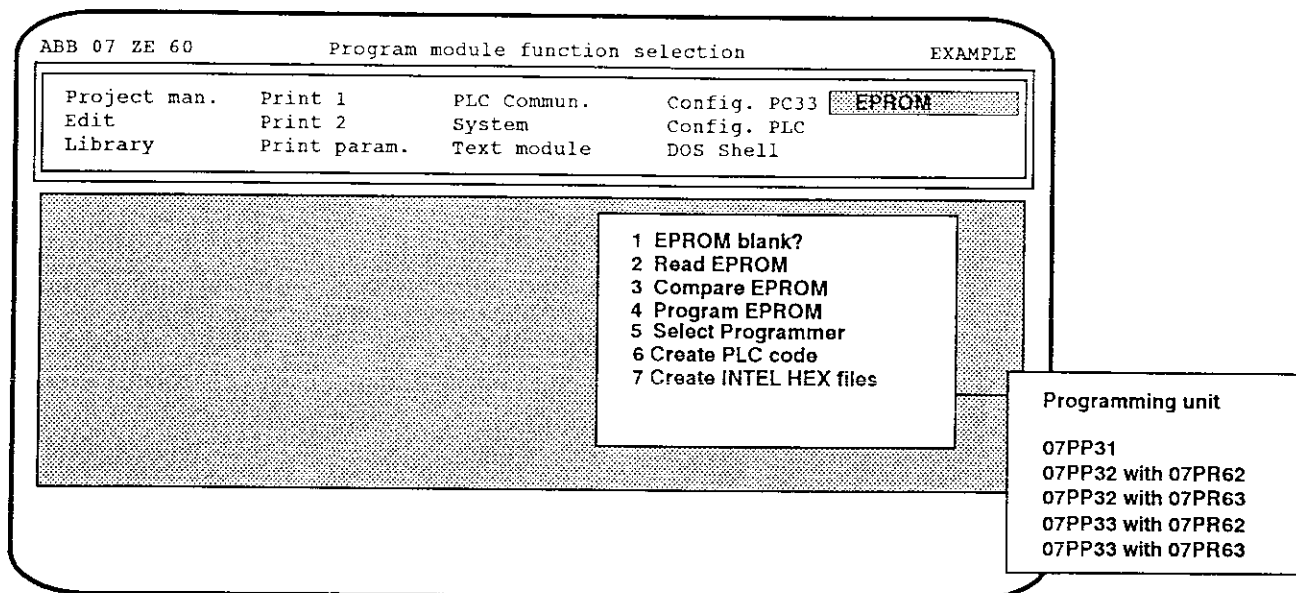 ABB 07 ZE 60 Program module function selection EXAMPLE
Project man. Print 1 PLC Commun. Config. PC33 EPROM
Edit Print 2 System Config. PLC
Library Print param. Text module DOS Shell
1 EPROM blank?
2 Read EPROM
3 Compare EPROM
4 Program EPROM
5 Select Programmer
6 Create PLC code
7 Create INTEL HEX files
Programming unit
07PP31
07PP32 with 07PR62
07PP32 with 07PR63
07PP33 with 07PR62
07PP33 with 07PR63